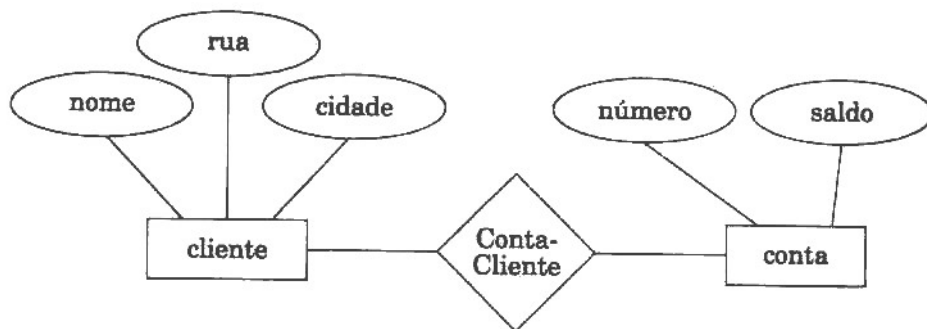 rua
nome
cidade
número
saldo
cliente
Conta-
Cliente
conta